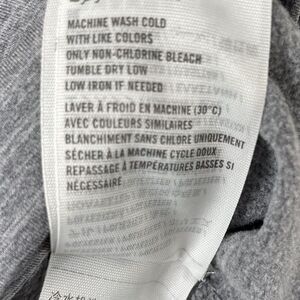 MACHINE WASH COLD
WITH LIKE COLORS
ONLY NON-CHLORINE BLEACH
TUMBLE DRY LOW
LOW IRON IF NEEDED
LAVER À FROID EN MACHINE (30°C)
AVEC COULEURS SIMILAIRES
BLANCHIMENT SANS CHLORE UNIQUEMENT
SÉCHER À LA MACHINE CYCLE DOUX
REPASSAGE À TEMPÉRATURES BASSES SI
NÉCESSAIRE